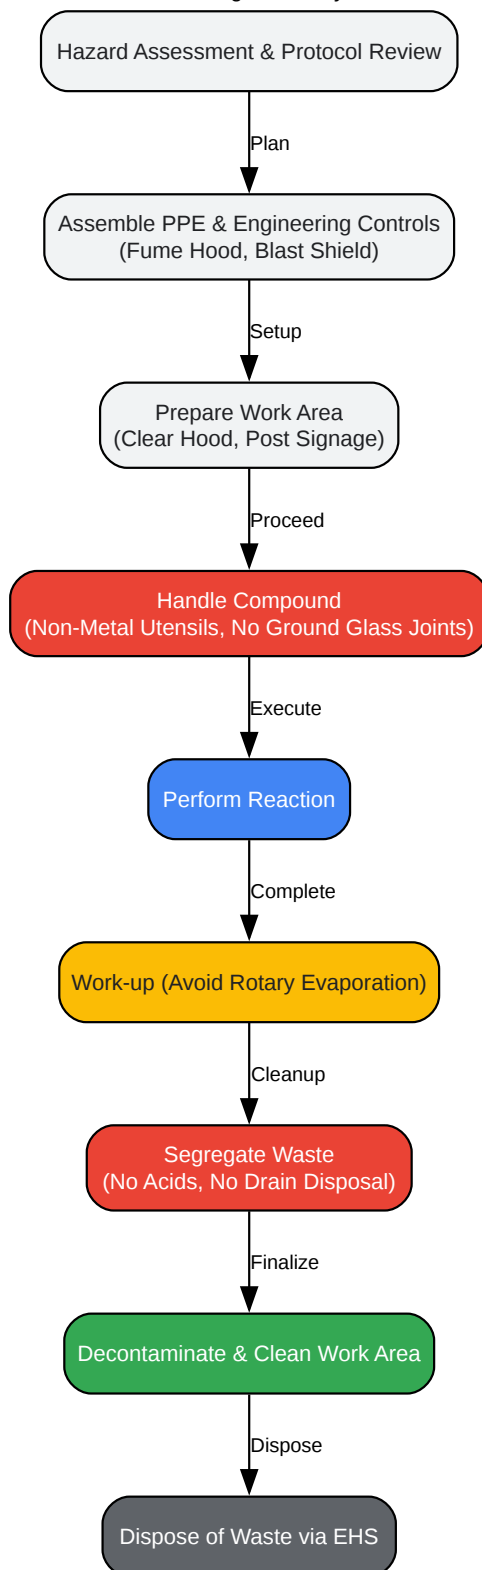 Hazard Assessment & Protocol Review
Plan
Assemble PPE & Engineering Controls
(Fume Hood, Blast Shield)
Setup
Prepare Work Area
(Clear Hood, Post Signage)
Proceed
Handle Compound
(Non-Metal Utensils, No Ground Glass Joints)
Execute
Perform Reaction
Complete
Work-up (Avoid Rotary Evaporation)
Cleanup
Segregate Waste
(No Acids, No Drain Disposal)
Finalize
Decontaminate & Clean Work Area
Dispose
Dispose of Waste via EHS